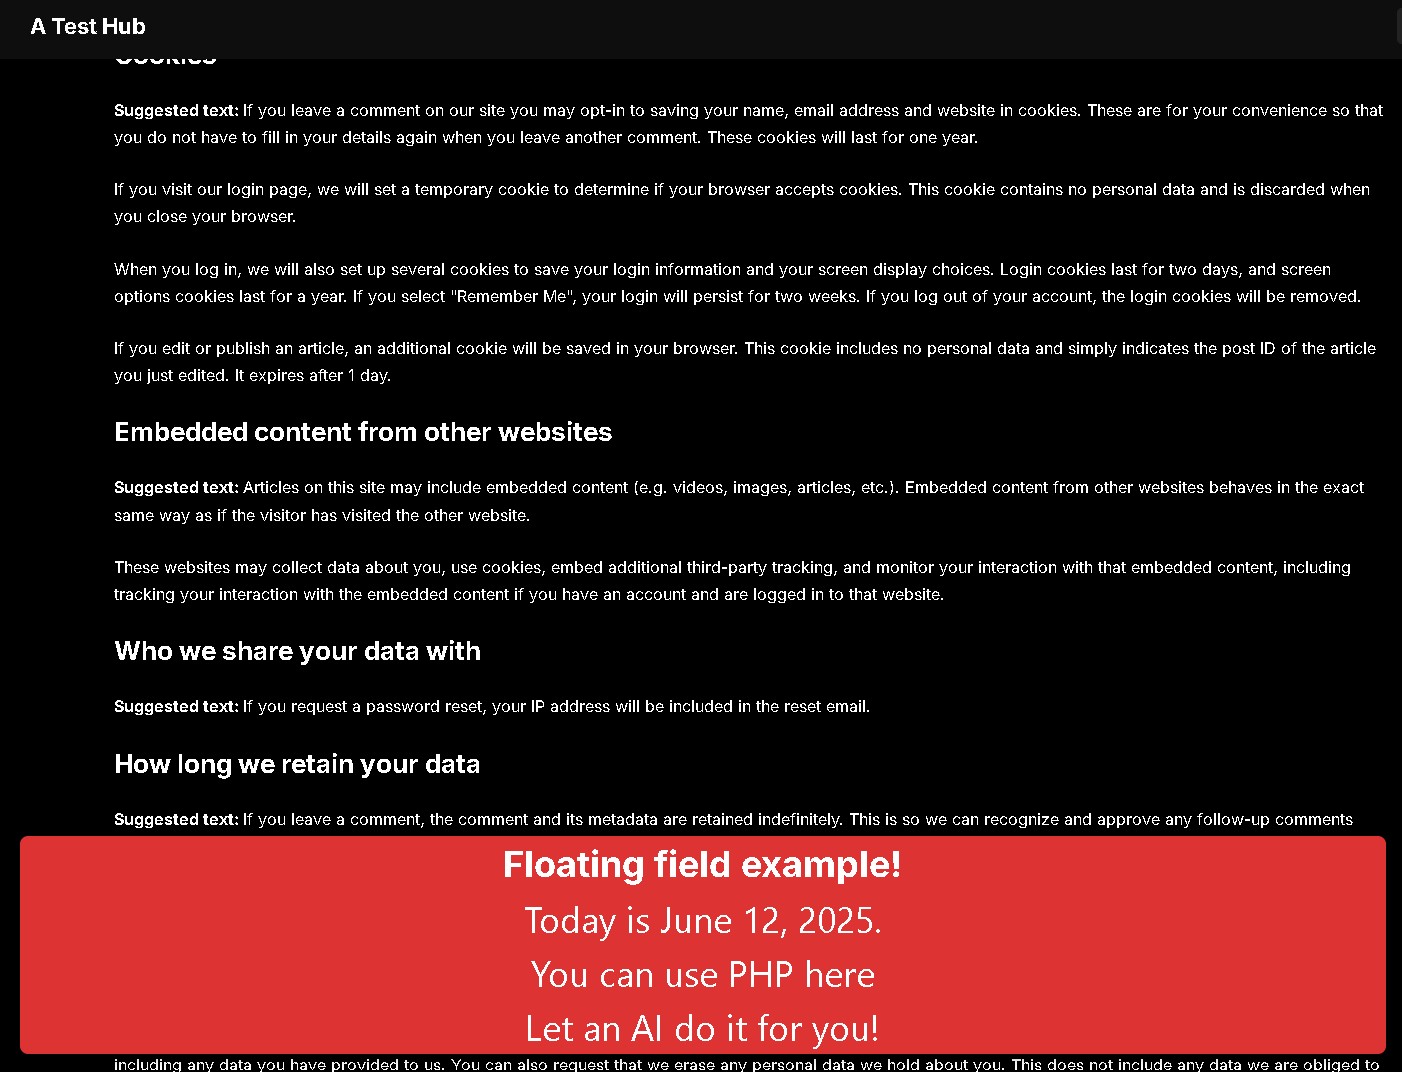 A Test Hub
Cookies
Suggested text: If you leave a comment on our site you may opt-in to saving your name, email address and website in cookies. These are for your convenience so that
you do not have to fill in your details again when you leave another comment. These cookies will last for one year.
If you visit our login page, we will set a temporary cookie to determine if your browser accepts cookies. This cookie contains no personal data and is discarded when
you close your browser.
When you log in, we will also set up several cookies to save your login information and your screen display choices. Login cookies last for two days, and screen
options cookies last for a year. If you select "Remember Me", your login will persist for two weeks. If you log out of your account, the login cookies will be removed.
If you edit or publish an article, an additional cookie will be saved in your browser. This cookie includes no personal data and simply indicates the post ID of the article
you just edited. It expires after 1 day.
Embedded content from other websites
Suggested text: Articles on this site may include embedded content (e.g. videos, images, articles, etc.). Embedded content from other websites behaves in the exact
same way as if the visitor has visited the other website.
These websites may collect data about you, use cookies, embed additional third-party tracking, and monitor your interaction with that embedded content, including
tracking your interaction with the embedded content if you have an account and are logged in to that website.
Who we share your data with
Suggested text: If you request a password reset, your IP address will be included in the reset email.
How long we retain your data
Suggested text: If you leave a comment, the comment and its metadata are retained indefinitely. This is so we can recognize and approve any follow-up comments
Floating field example!
Today is June 12, 2025.
You can use PHP here
Let an AI do it for you!
including any data you have provided to us. You can also request that we erase any personal data we hold about you. This does not include any data we are obliged to